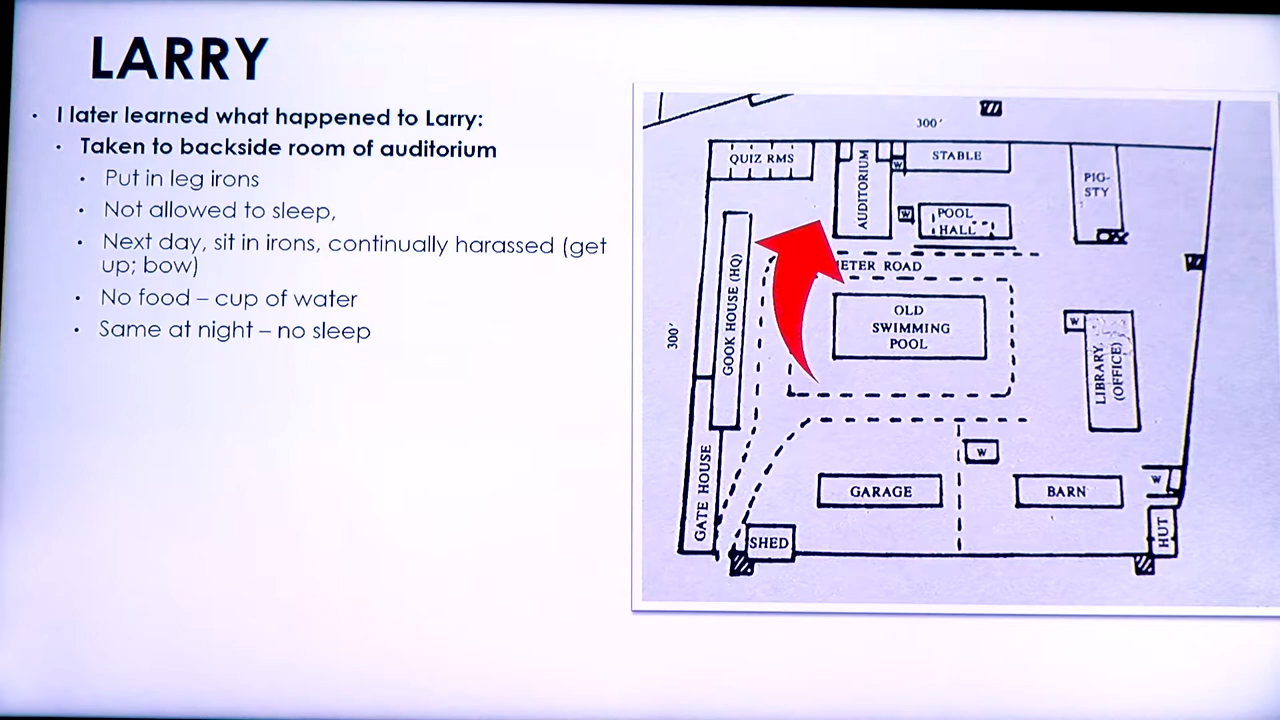 LARRY
· I later learned what happened to Larry:
· Taken to backside room of auditorium
· Put in leg irons
· Not allowed to sleep,
· Next day, sit in irons, continually harassed (get
up; bow)
· No food – cup of water
· Same at night – no sleep
300'
QUIZ RMS
AUDITORIUM
W
STABLE
PIG-
STY
W
POOL
HALL
ETER ROAD
GOOK HOUSE (HQ)
300'
OLD
SWIMMING
POOL
W
LIBRARY
(OFFICE)
GATE HOUSE
W
GARAGE
BARN
W
SHED
HUT